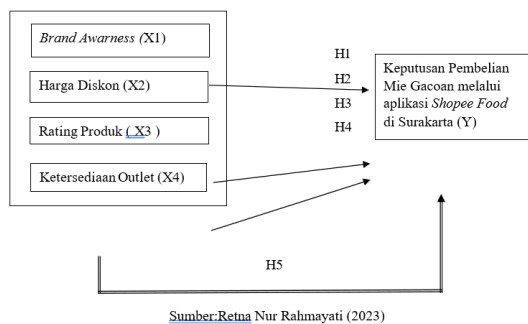 Brand Awarness (X1)
Harga Diskon (X2)
Rating Produk ( X3 )
Ketersediaan Outlet (X4)
H1
H2
H3
H4
Keputusan Pembelian
Mie Gacoan melalui
aplikasi Shopee Food
di Surakarta (Y)
H5
Sumber:Retna Nur Rahmayati (2023)